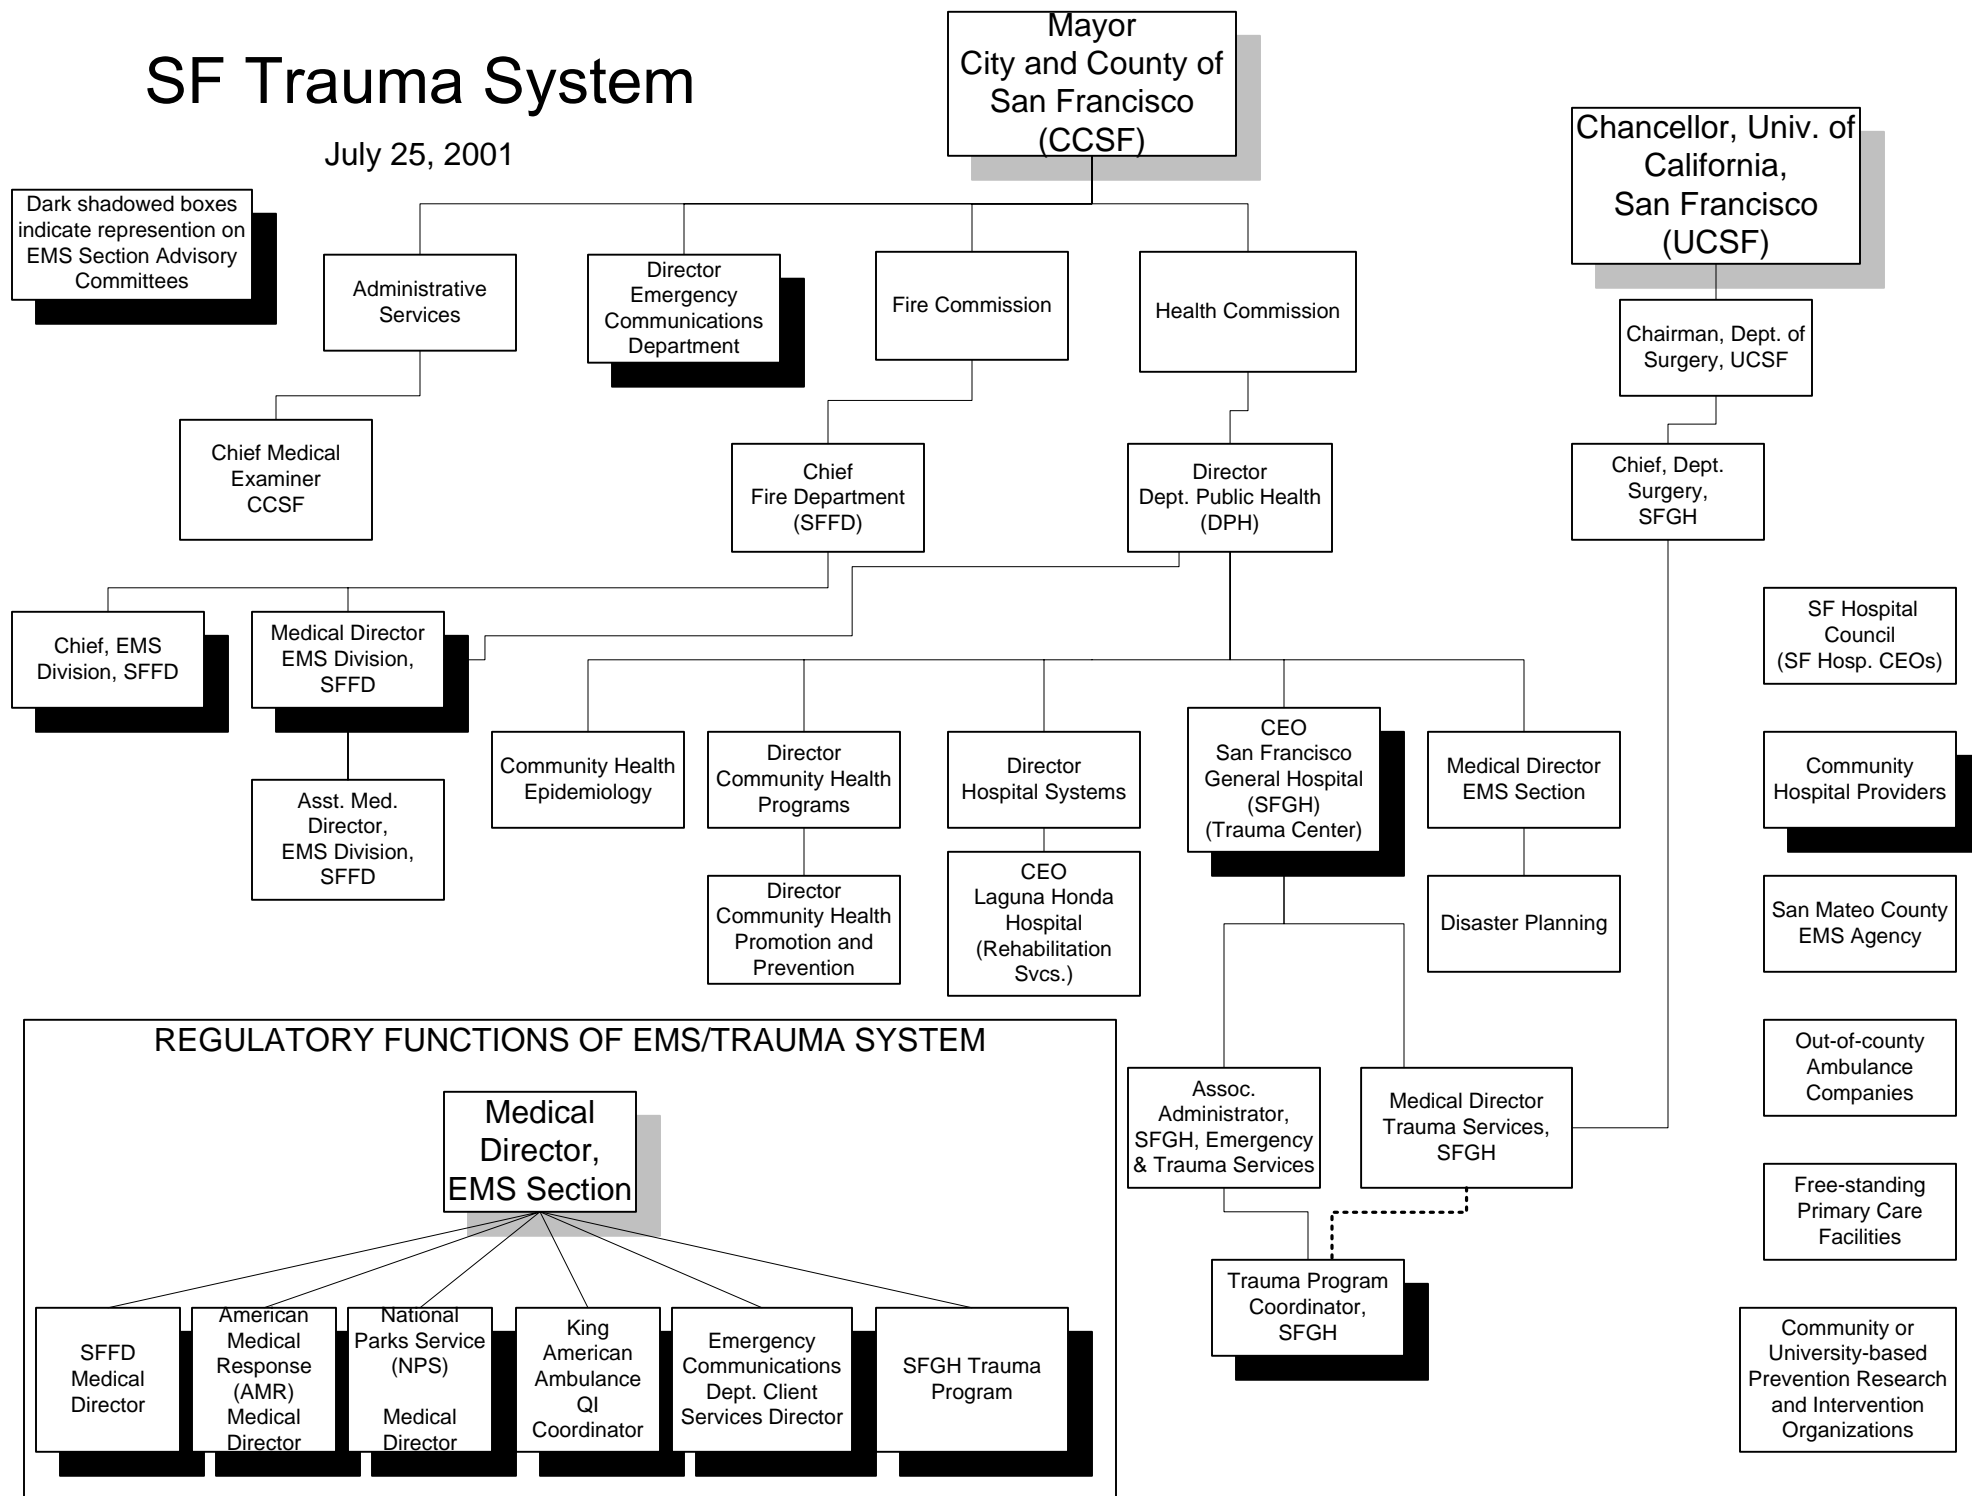 SF Trauma System
July 25, 2001
Mayor
City and County of
San Francisco
(CCSF)
Chancellor, Univ. of
California,
San Francisco
(UCSF)
Dark shadowed boxes
indicate represention on
EMS Section Advisory
Committees
Administrative
Services
Director
Emergency
Communications
Department
Fire Commission
Health Commission
Chairman, Dept. of
Surgery, UCSF
Chief Medical
Examiner
CCSF
Chief
Fire Department
(SFFD)
Director
Dept. Public Health
(DPH)
Chief, Dept.
Surgery,
SFGH
Chief, EMS
Division, SFFD
Medical Director
EMS Division,
SFFD
SF Hospital
Council
(SF Hosp. CEOs)
Asst. Med.
Director,
EMS Division,
SFFD
Community Health
Epidemiology
Director
Community Health
Programs
Director
Hospital Systems
CEO
San Francisco
General Hospital
(SFGH)
(Trauma Center)
Medical Director
EMS Section
Community
Hospital Providers
Director
Community Health
Promotion and
Prevention
CEO
Laguna Honda
Hospital
(Rehabilitation
Svcs.)
Disaster Planning
San Mateo County
EMS Agency
Assoc.
Administrator,
SFGH, Emergency
& Trauma Services
Medical Director
Trauma Services,
SFGH
Out-of-county
Ambulance
Companies
Trauma Program
Coordinator,
SFGH
Free-standing
Primary Care
Facilities
Community or
University-based
Prevention Research
and Intervention
Organizations
REGULATORY FUNCTIONS OF EMS/TRAUMA SYSTEM
Medical
Director,
EMS Section
SFFD
Medical
Director
American
Medical
Response
(AMR)
Medical
Director
National
Parks Service
(NPS)
Medical
Director
King
American
Ambulance
QI
Coordinator
Emergency
Communications
Dept. Client
Services Director
SFGH Trauma
Program